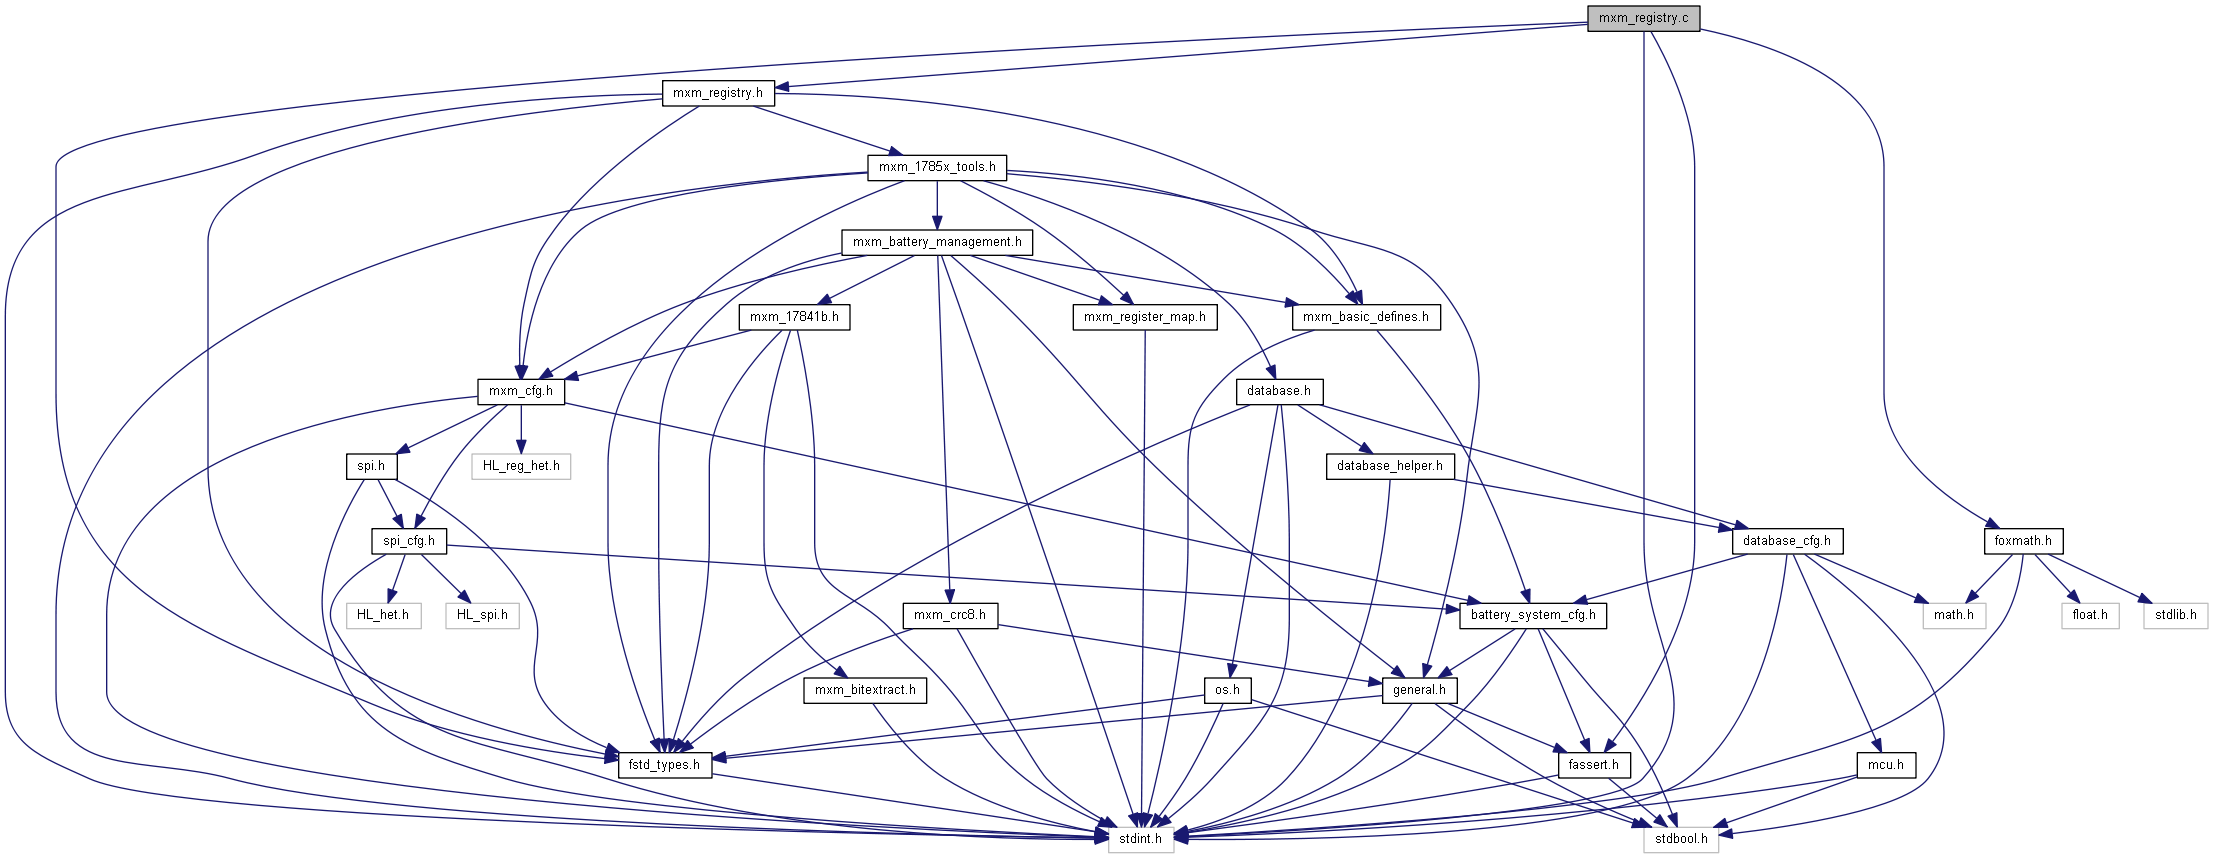 mxm_registry.c
mxm_registry.h
mxm_1785x_tools.h
mxm_battery_management.h
mxm_17841b.h
mxm_register_map.h
mxm_basic_defines.h
mxm_cfg.h
database.h
spi.h
HL_reg_het.h
database_helper.h
spi_cfg.h
database_cfg.h
foxmath.h
HL_het.h
HL_spi.h
mxm_crc8.h
battery_system_cfg.h
math.h
float.h
stdlib.h
mxm_bitextract.h
os.h
general.h
fstd_types.h
fassert.h
mcu.h
stdint.h
stdbool.h